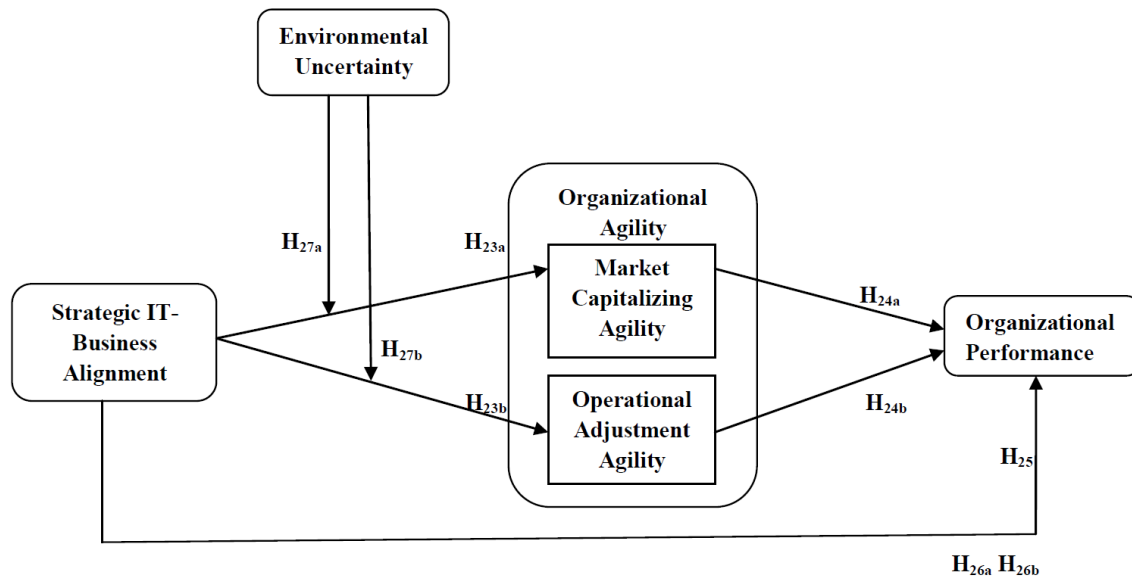 Environmental
Uncertainty
Organizational
Agility
H27a
H23a
Market
Capitalizing
Agility
H24a
Strategic IT-
Business
Alignment
Organizational
Performance
H27b
H23b
Operational
Adjustment
Agility
H24b
H25
H26a H26b